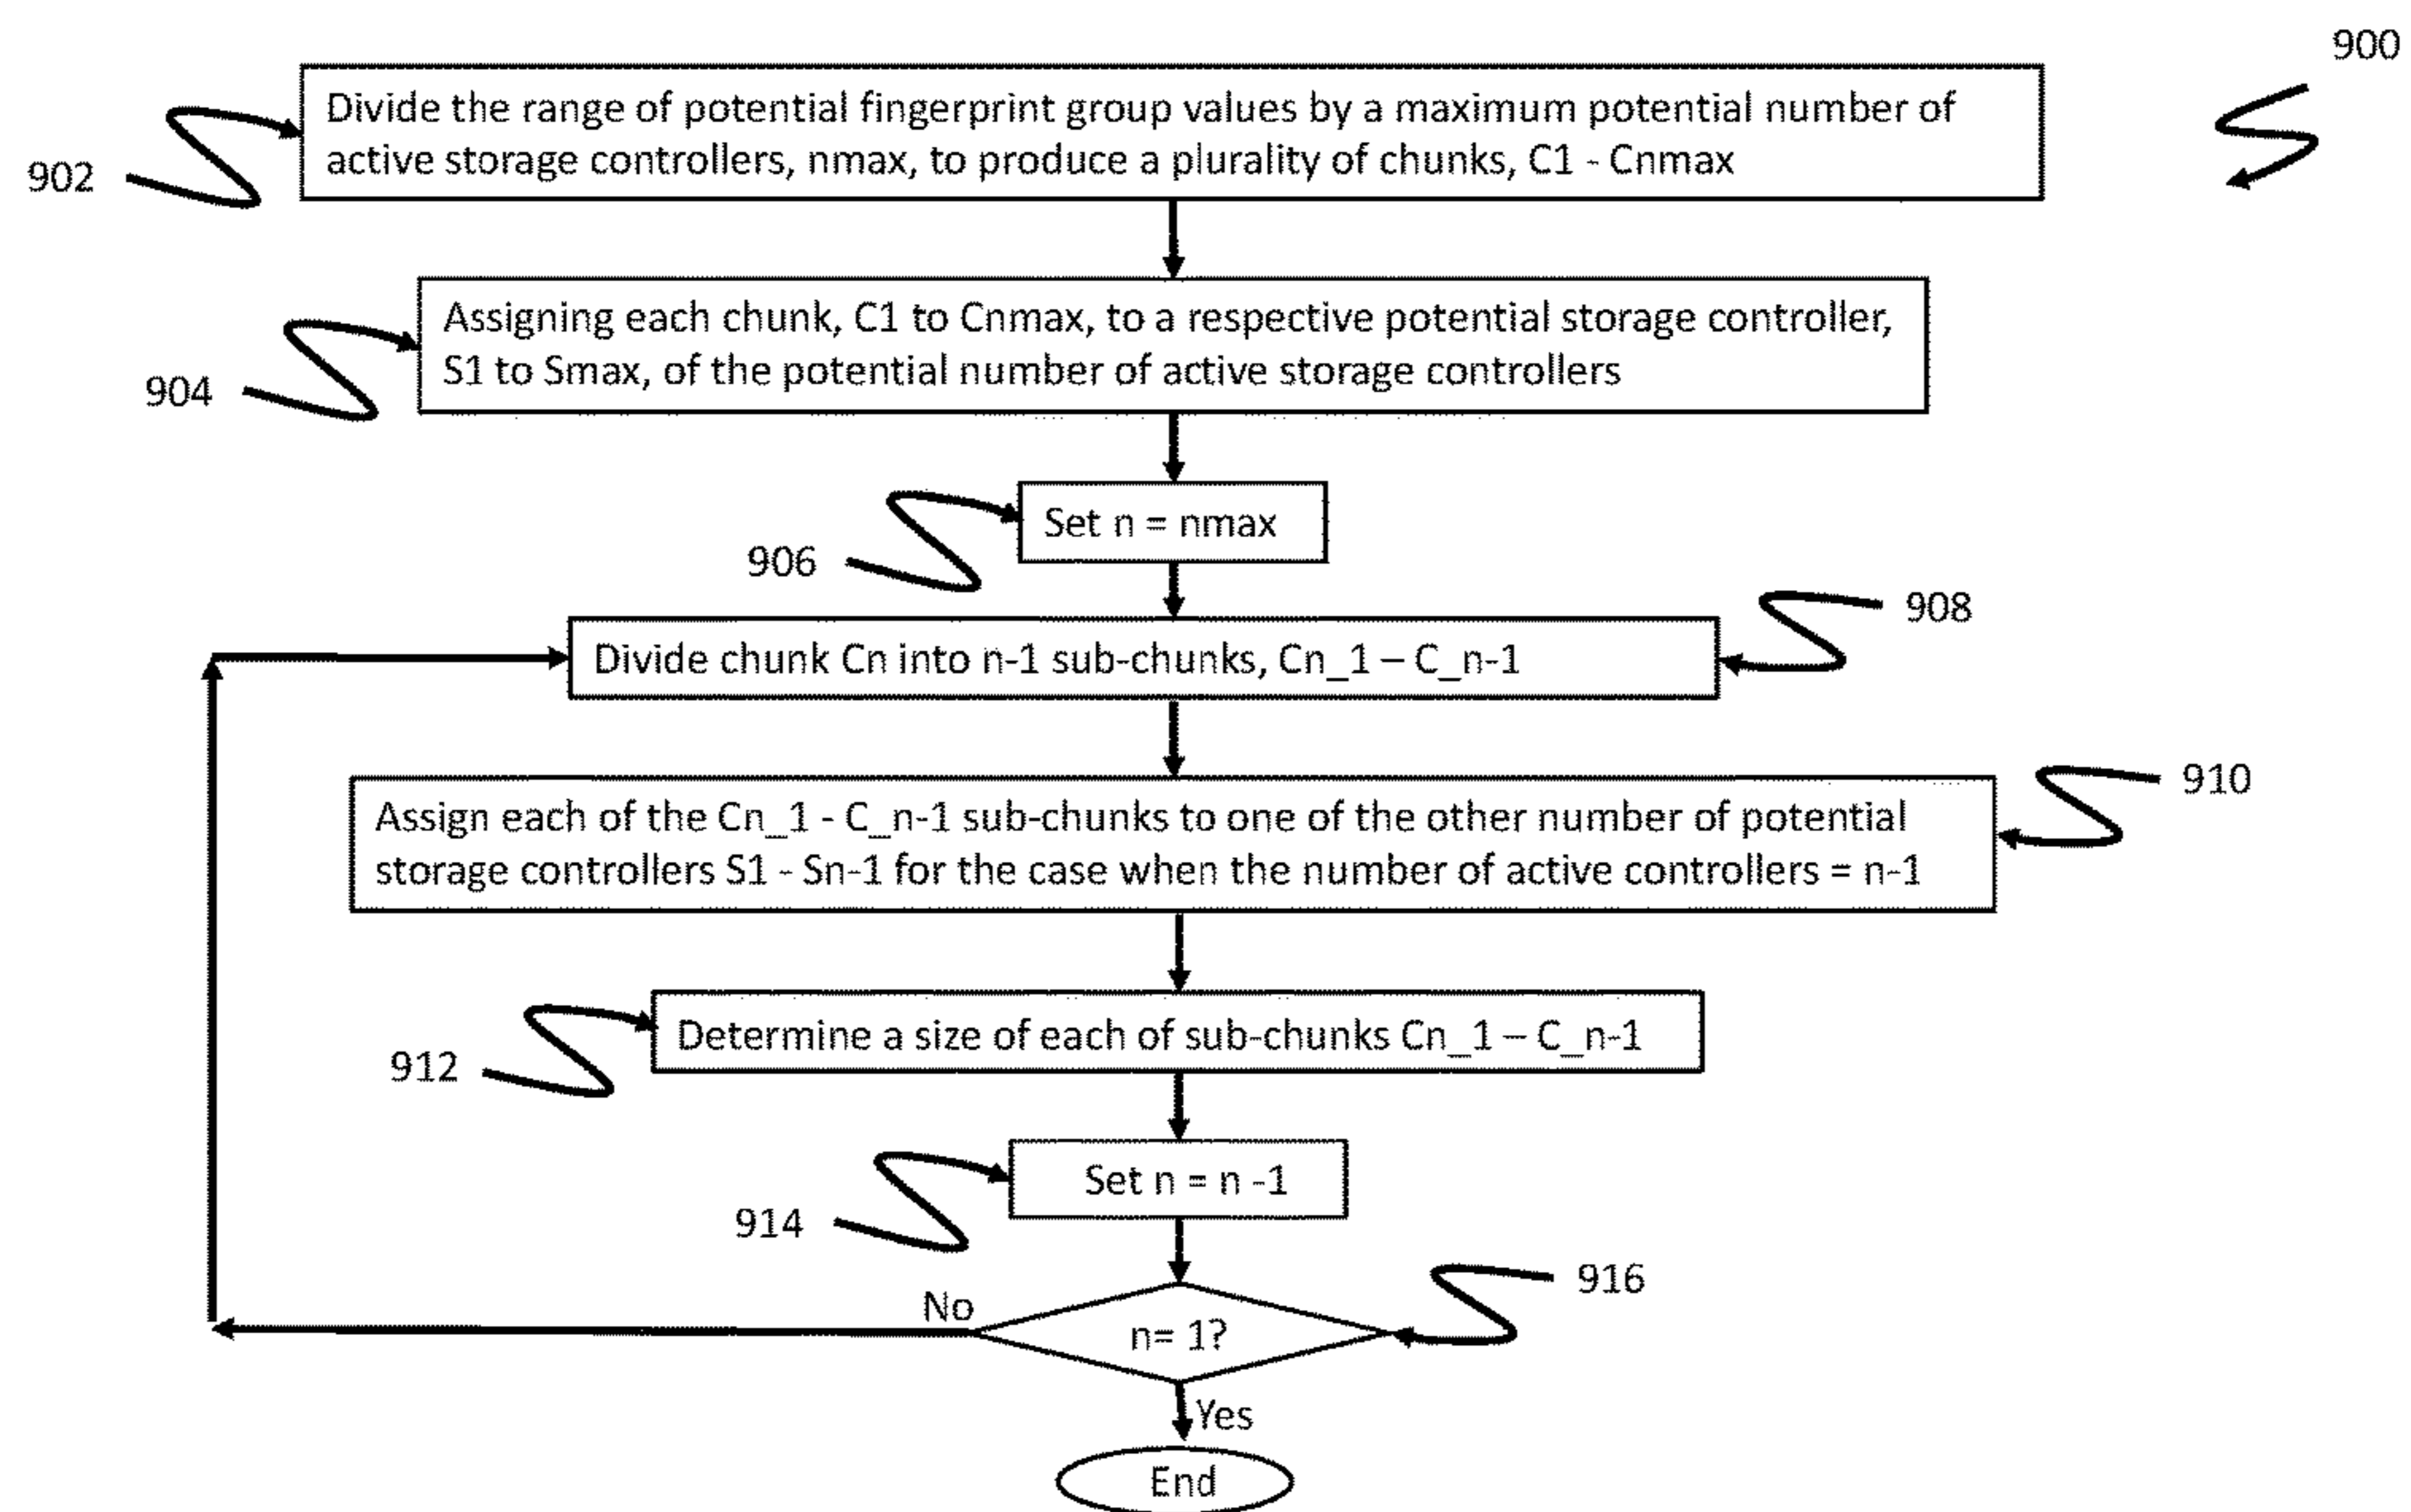 900
Divide the range of potential fingerprint group values by a maximum potential number of
active storage controllers, nmax, to produce a plurality of chunks, C1 - Cnmax
902
Assigning each chunk, C1 to Cnmax, to a respective potential storage controller,
S1 to Smax, of the potential number of active storage controllers
904
Set n = nmax
906
908
Divide chunk Cn into n-1 sub-chunks, Cn_1 – C_n-1
910
Assign each of the Cn_1 - C_n-1 sub-chunks to one of the other number of potential
storage controllers S1 - Sn-1 for the case when the number of active controllers = n-1
Determine a size of each of sub-chunks Cn_1 – C_n-1
912
Set n = n -1
914
916
No
n= 1?
Yes
End